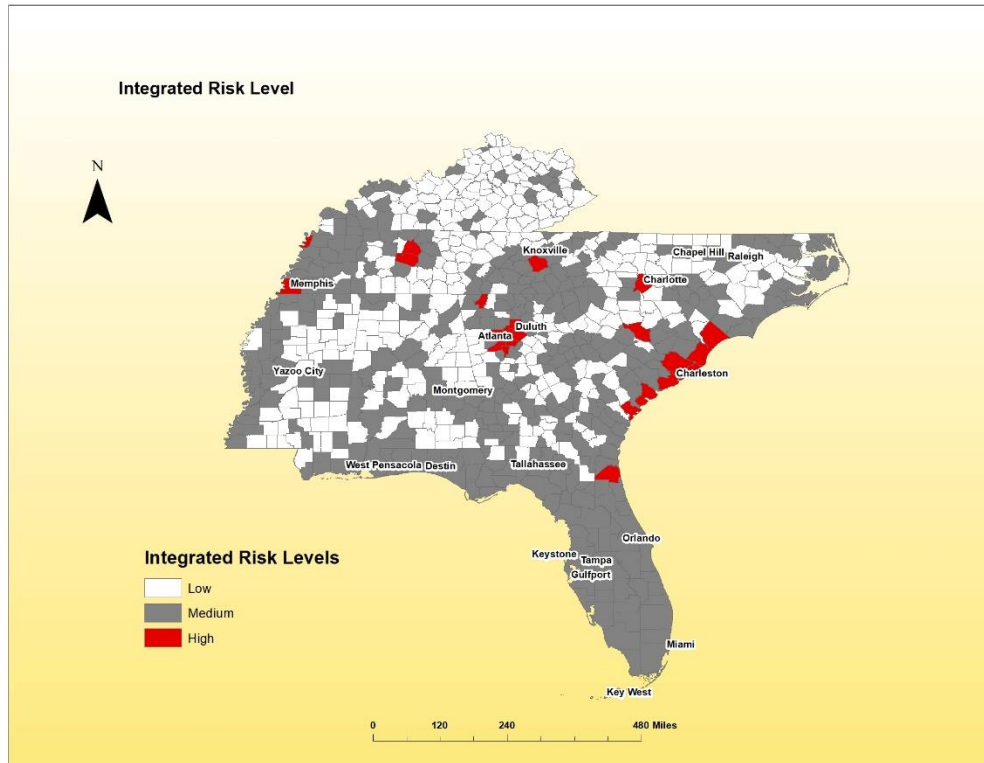 Integrated Risk Level
N
Knoxville
Chapel Hill
Raleigh
Memphis
Charlotte
Duluth
Atlanta
Yazoo City
Charleston
Montgomery
West Pensacola
Destin
Tallahassee
Orlando
Keystone
Tampa
Gulfport
Miami
Key West
Integrated Risk Levels
Low
Medium
High
0 120 240 480 Miles